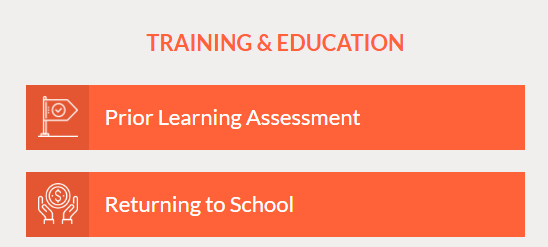 TRAINING & EDUCATION
Prior Learning Assessment
Returning to School